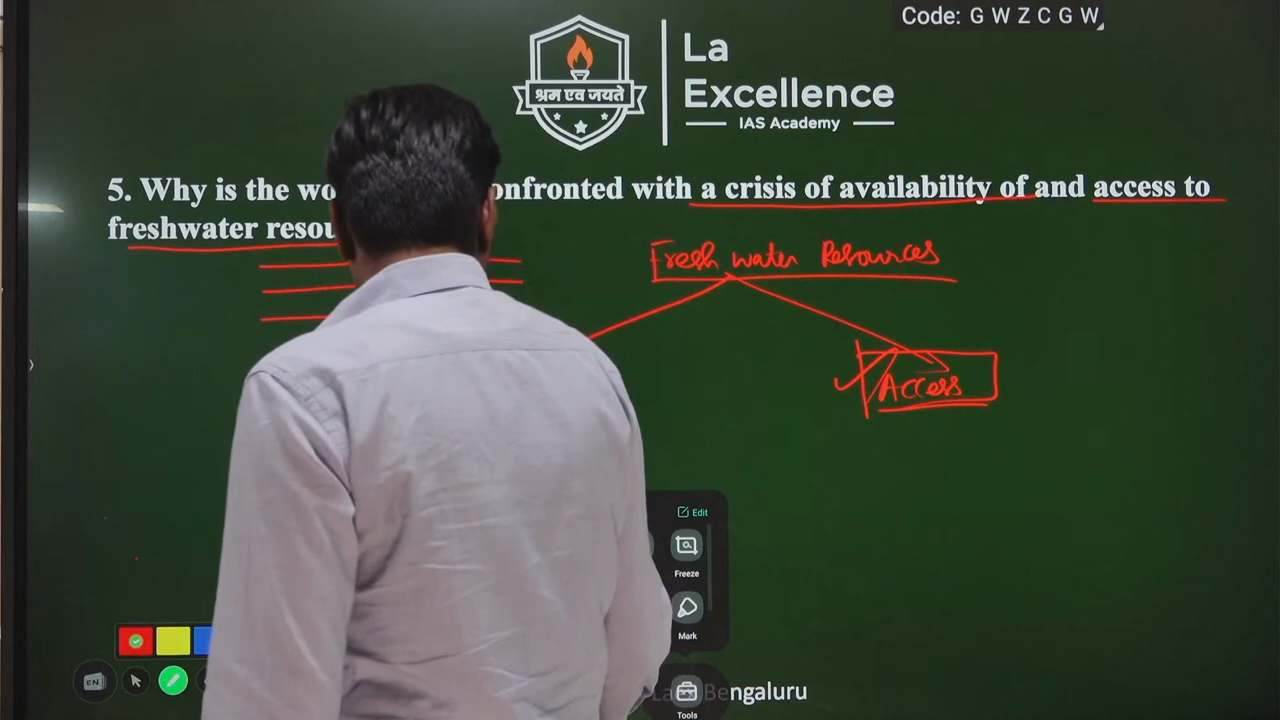 Code: G W Z C G W
La
Excellence
IAS Academy
श्रम एव जयते
5. Why is the wo onfronted with a crisis of availability of and access to
freshwater resou
Fresh water Resources
Access
Edit
Freeze
Mark
EN
Bengaluru
Tools